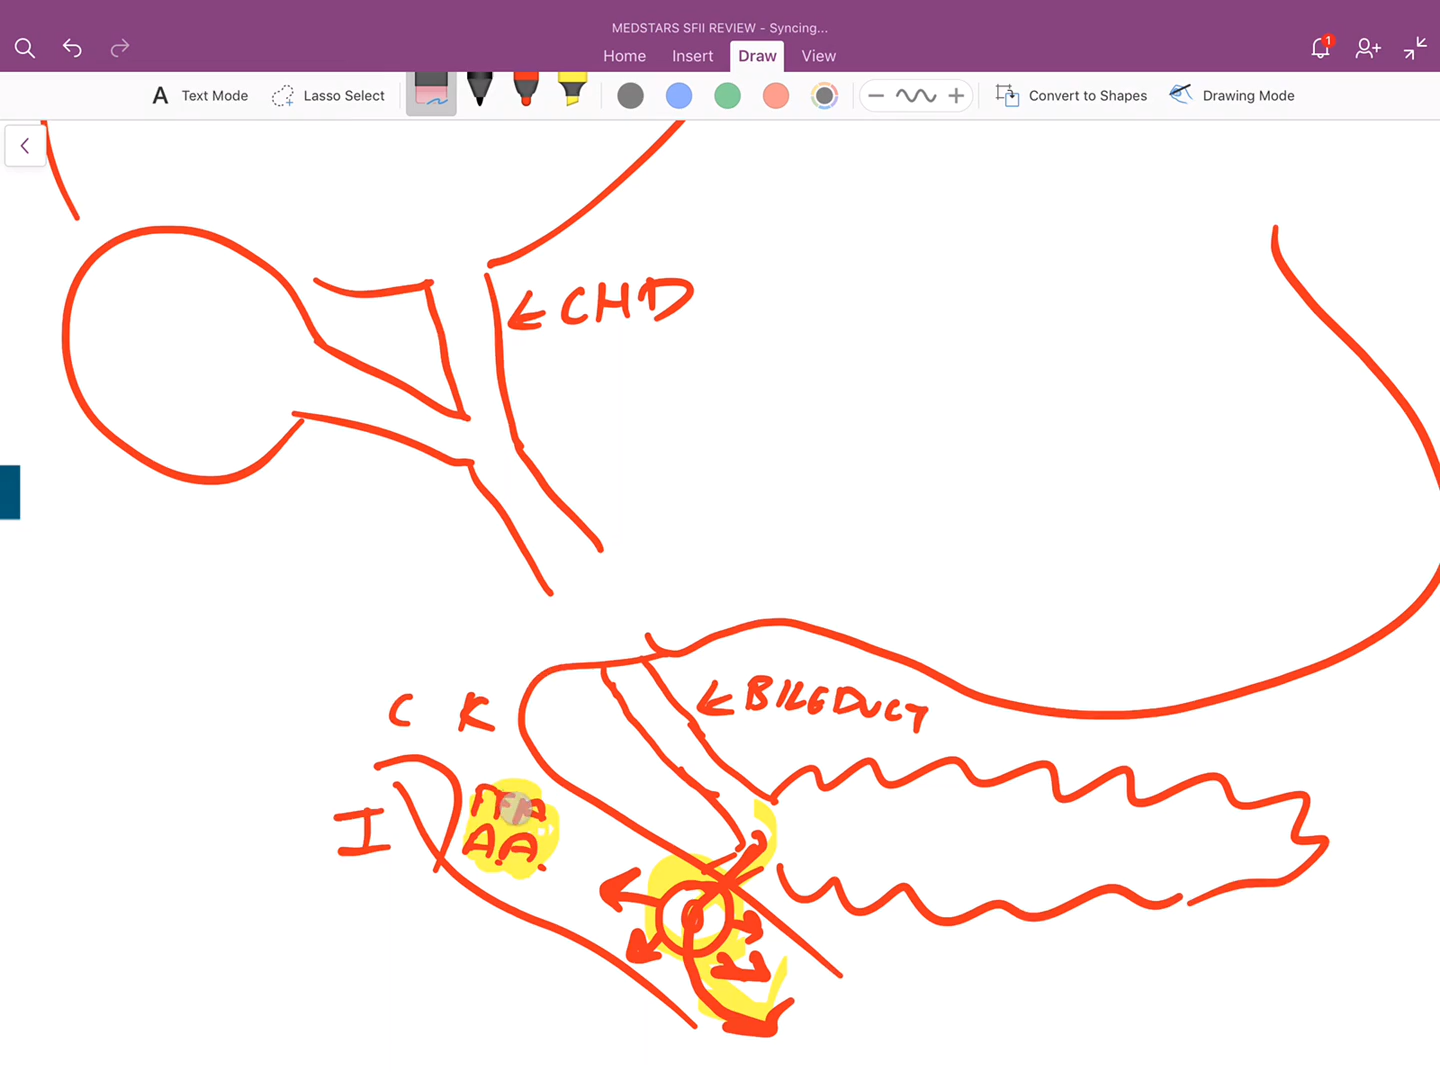 MEDSTARS SFII REVIEW - Syncing...
Home Insert Draw View
1
A Text Mode Lasso Select Convert to Shapes Drawing Mode
← CHD
← BILE DUCT
C K
I
A.A.